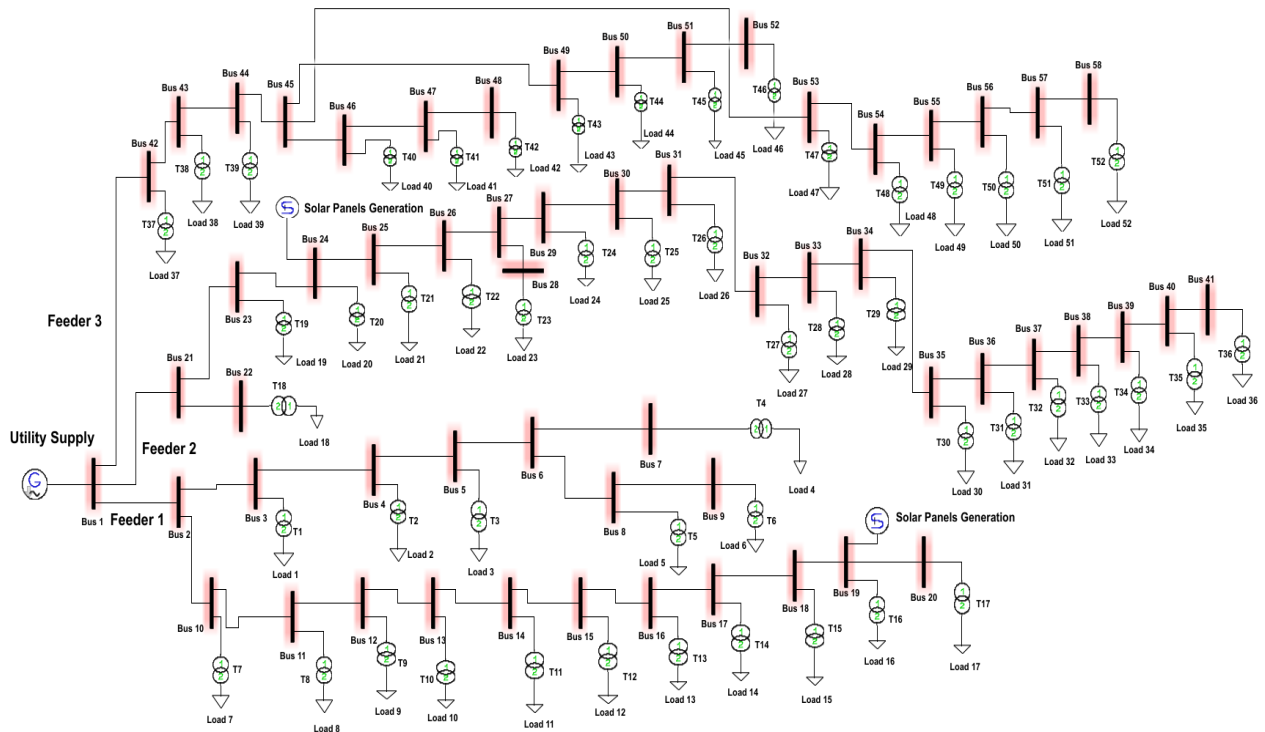 Bus 52
Bus 51
Bus 50
Bus 49
Bus 58
Bus 57
Bus 56
Bus 55
Bus 54
Bus 53
Bus 48
Bus 47
Bus 46
Bus 45
Bus 44
Bus 43
Bus 42
T37
T38
T39
T40
T41
T42
T43
T44
T45
T46
T47
T48
T49
T50
T51
T52
Load 37
Load 38
Load 39
Load 40
Load 41
Load 42
Load 43
Load 44
Load 45
Load 46
Load 47
Load 48
Load 49
Load 50
Load 51
Load 52
Solar Panels Generation
Bus 31
Bus 30
Bus 29
Bus 28
Bus 27
Bus 26
Bus 25
Bus 24
Bus 23
T19
T20
T21
T22
T23
T24
T25
T26
Load 19
Load 20
Load 21
Load 22
Load 23
Load 24
Load 25
Load 26
Bus 32
Bus 33
Bus 34
T27
T28
T29
Load 27
Load 28
Load 29
Bus 35
Bus 36
Bus 37
Bus 38
Bus 39
Bus 40
Bus 41
T30
T31
T32
T33
T34
T35
T36
Load 30
Load 31
Load 32
Load 33
Load 34
Load 35
Load 36
Feeder 3
Bus 21
Bus 22
T18
Load 18
Utility Supply
G
Feeder 2
Bus 1
Feeder 1
Bus 2
Bus 3
Bus 4
Bus 5
Bus 6
Bus 7
Bus 8
Bus 9
T1
T2
T3
T4
T5
T6
Load 1
Load 2
Load 3
Load 4
Load 5
Load 6
Solar Panels Generation
Bus 10
Bus 11
Bus 12
Bus 13
Bus 14
Bus 15
Bus 16
Bus 17
Bus 18
Bus 19
Bus 20
T7
T8
T9
T10
T11
T12
T13
T14
T15
T16
T17
Load 7
Load 8
Load 9
Load 10
Load 11
Load 12
Load 13
Load 14
Load 15
Load 16
Load 17